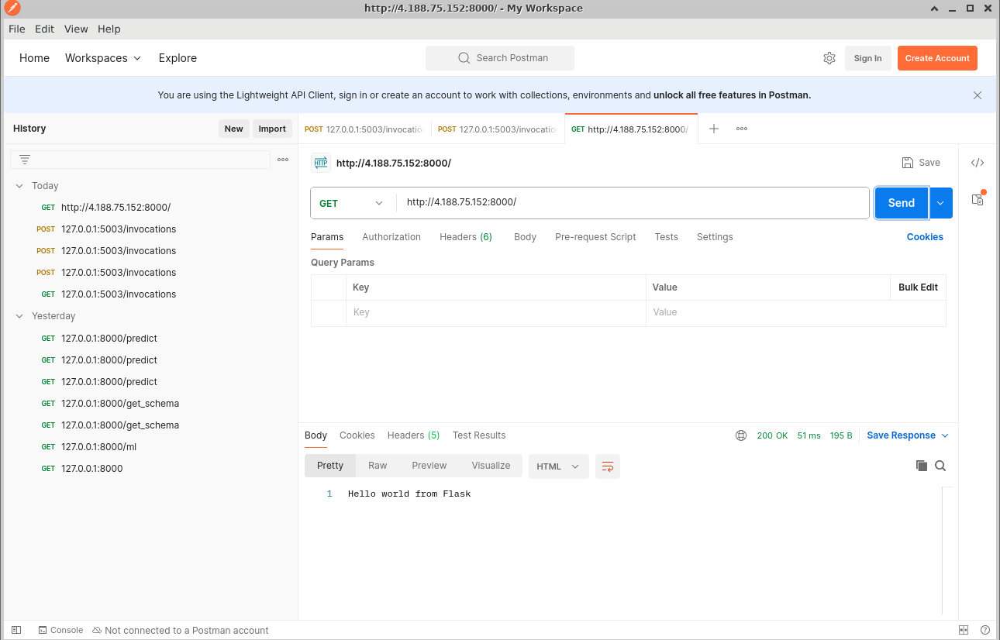 http://4.188.75.152:8000/ - My Workspace
File Edit View Help
Home Workspaces Explore Search Postman Sign In Create Account
You are using the Lightweight API Client, sign in or create an account to work with collections, environments and unlock all free features in Postman.
History New Import
Today
GET http://4.188.75.152:8000/
POST 127.0.0.1:5003/invocations
POST 127.0.0.1:5003/invocations
POST 127.0.0.1:5003/invocations
GET 127.0.0.1:5003/invocations
Yesterday
GET 127.0.0.1:8000/predict
GET 127.0.0.1:8000/predict
GET 127.0.0.1:8000/predict
GET 127.0.0.1:8000/get_schema
GET 127.0.0.1:8000/get_schema
GET 127.0.0.1:8000/ml
GET 127.0.0.1:8000
POST 127.0.0.1:5003/invocatio POST 127.0.0.1:5003/invocatio GET http://4.188.75.152:8000/
HTTP http://4.188.75.152:8000/ Save
GET http://4.188.75.152:8000/ Send
Params Authorization Headers (6) Body Pre-request Script Tests Settings Cookies
Query Params
Key Value Bulk Edit
Key Value
Body Cookies Headers (5) Test Results 200 OK 51 ms 195 B Save Response
Pretty Raw Preview Visualize HTML
1 Hello world from Flask
Console Not connected to a Postman account